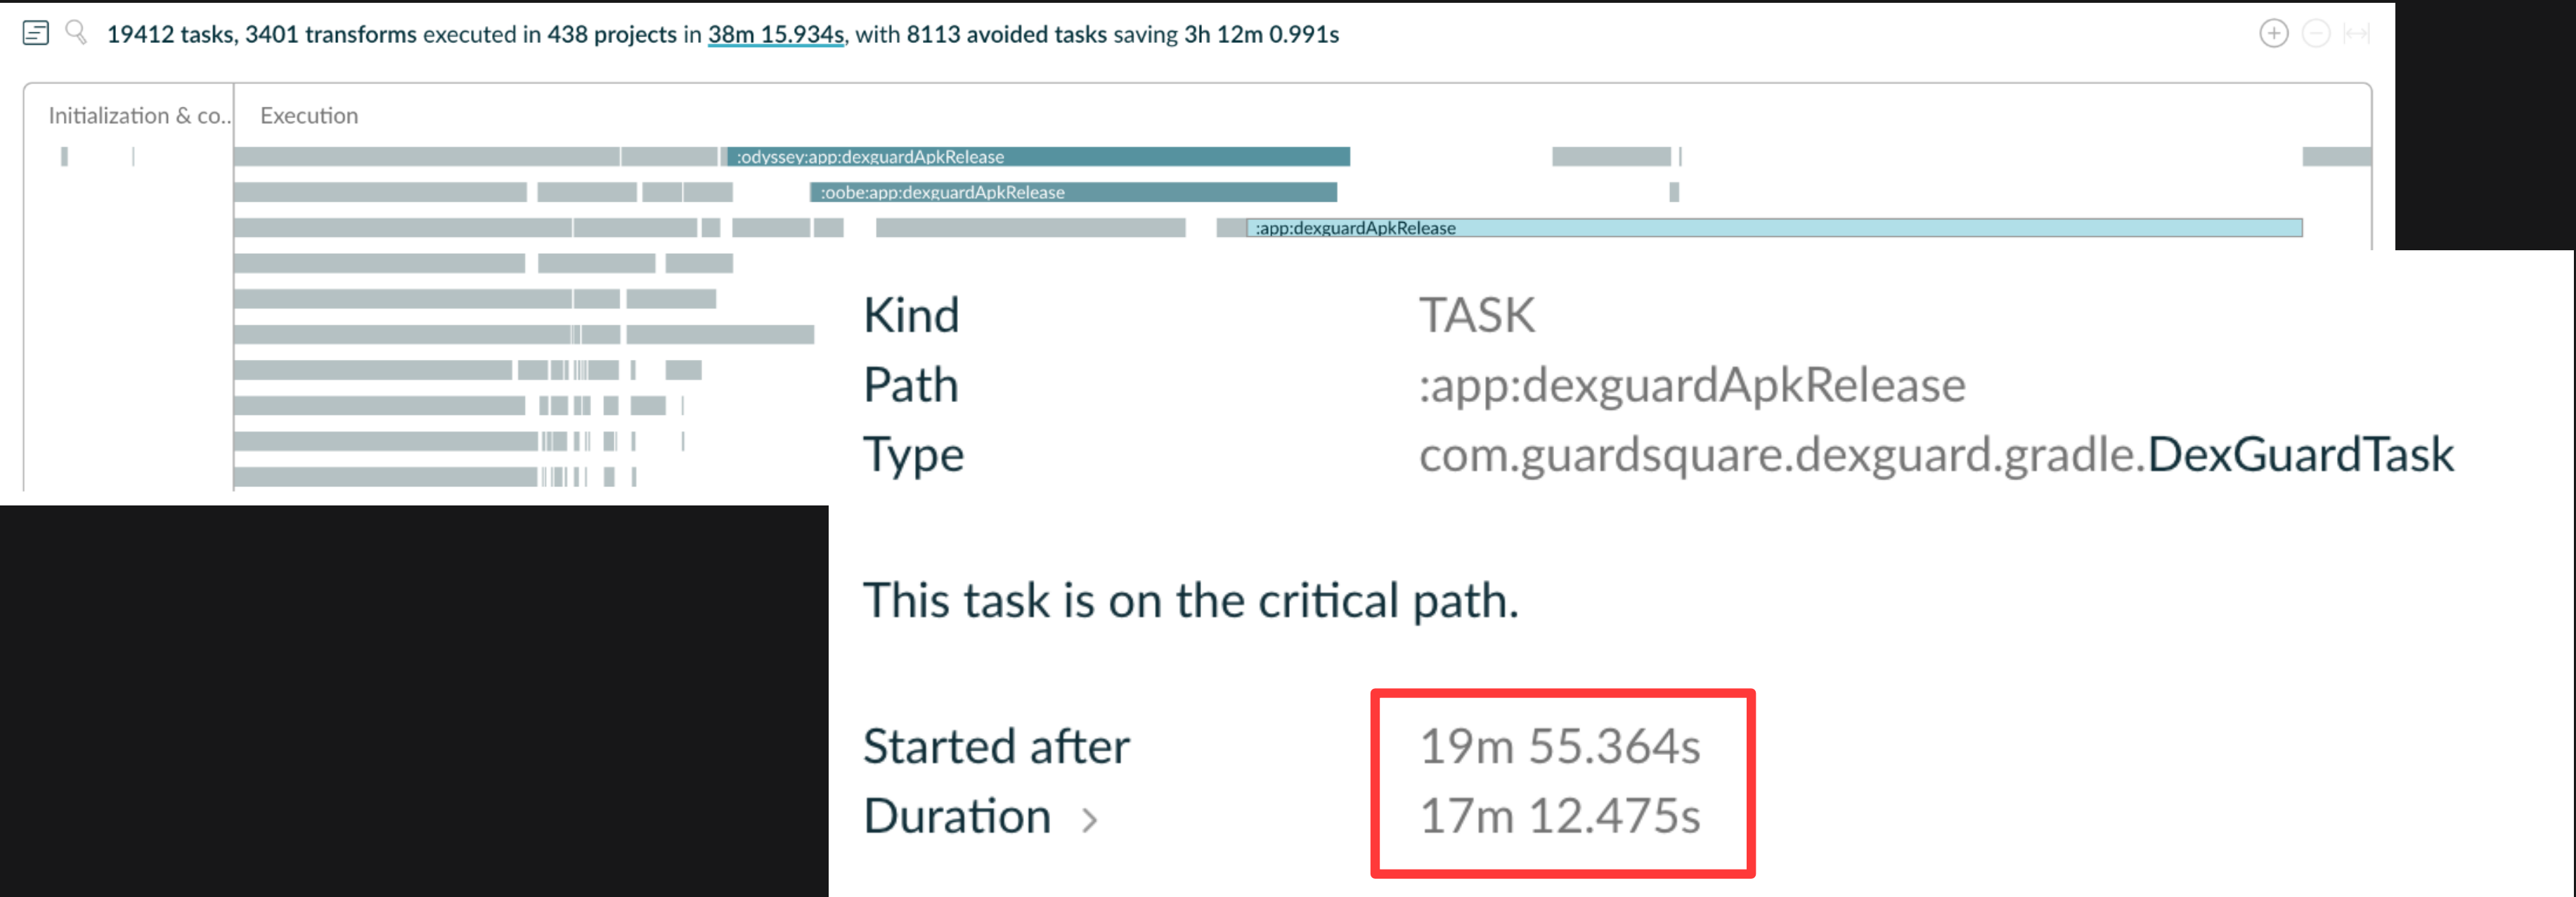 19412 tasks, 3401 transforms executed in 438 projects in 38m 15.934s, with 8113 avoided tasks saving 3h 12m 0.991s
Initialization & co.. Execution
:odyssey:app:dexguardApkRelease
:oobe:app:dexguardApkRelease
:app:dexguardApkRelease
Kind TASK
Path :app:dexguardApkRelease
Type com.guardsquare.dexguard.gradle.DexGuardTask
This task is on the critical path.
Started after 19m 55.364s
Duration > 17m 12.475s